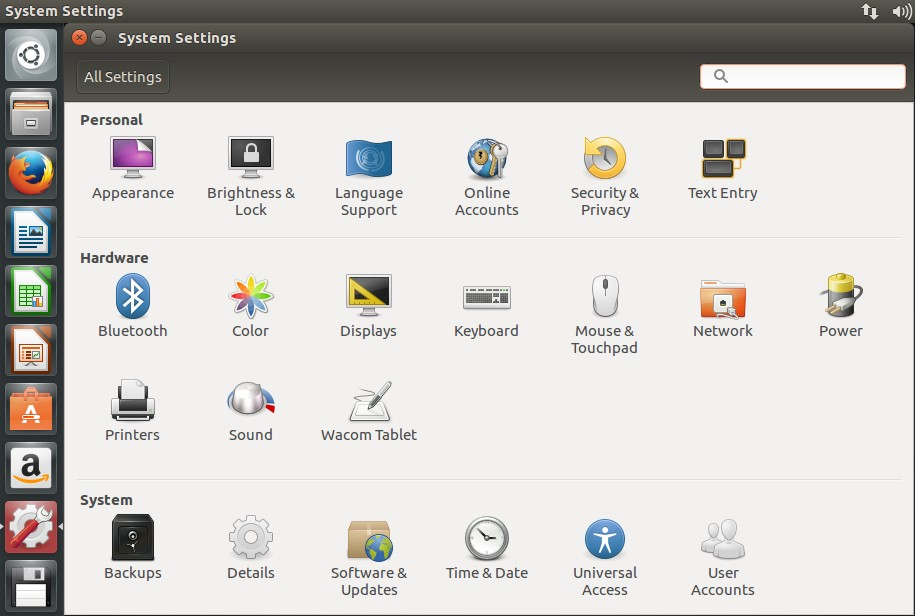 System Settings
System Settings
All Settings
Personal
Appearance
Brightness &
Lock
Language
Support
Online
Accounts
Security &
Privacy
Text Entry
Hardware
Bluetooth
Color
Displays
Keyboard
Mouse &
Touchpad
Network
Power
Printers
Sound
Wacom Tablet
System
Backups
Details
Software &
Updates
Time & Date
Universal
Access
User
Accounts